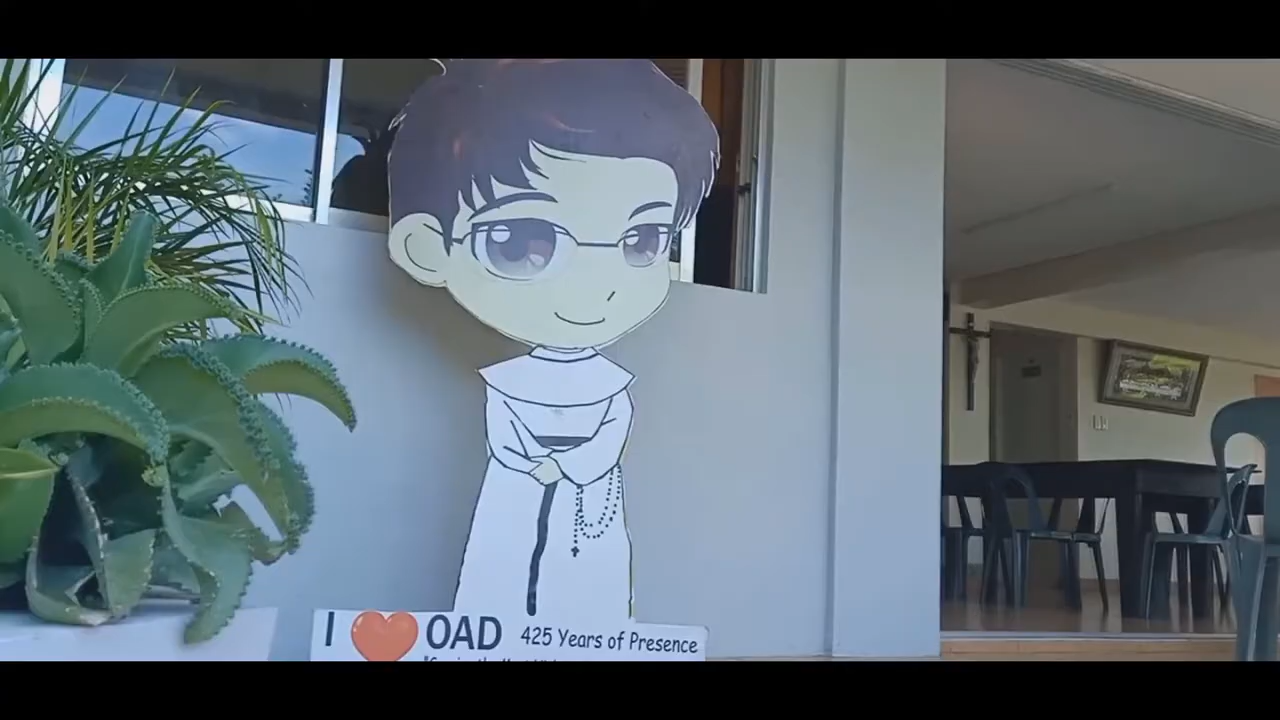 I ❤ OAD 425 Years of Presence